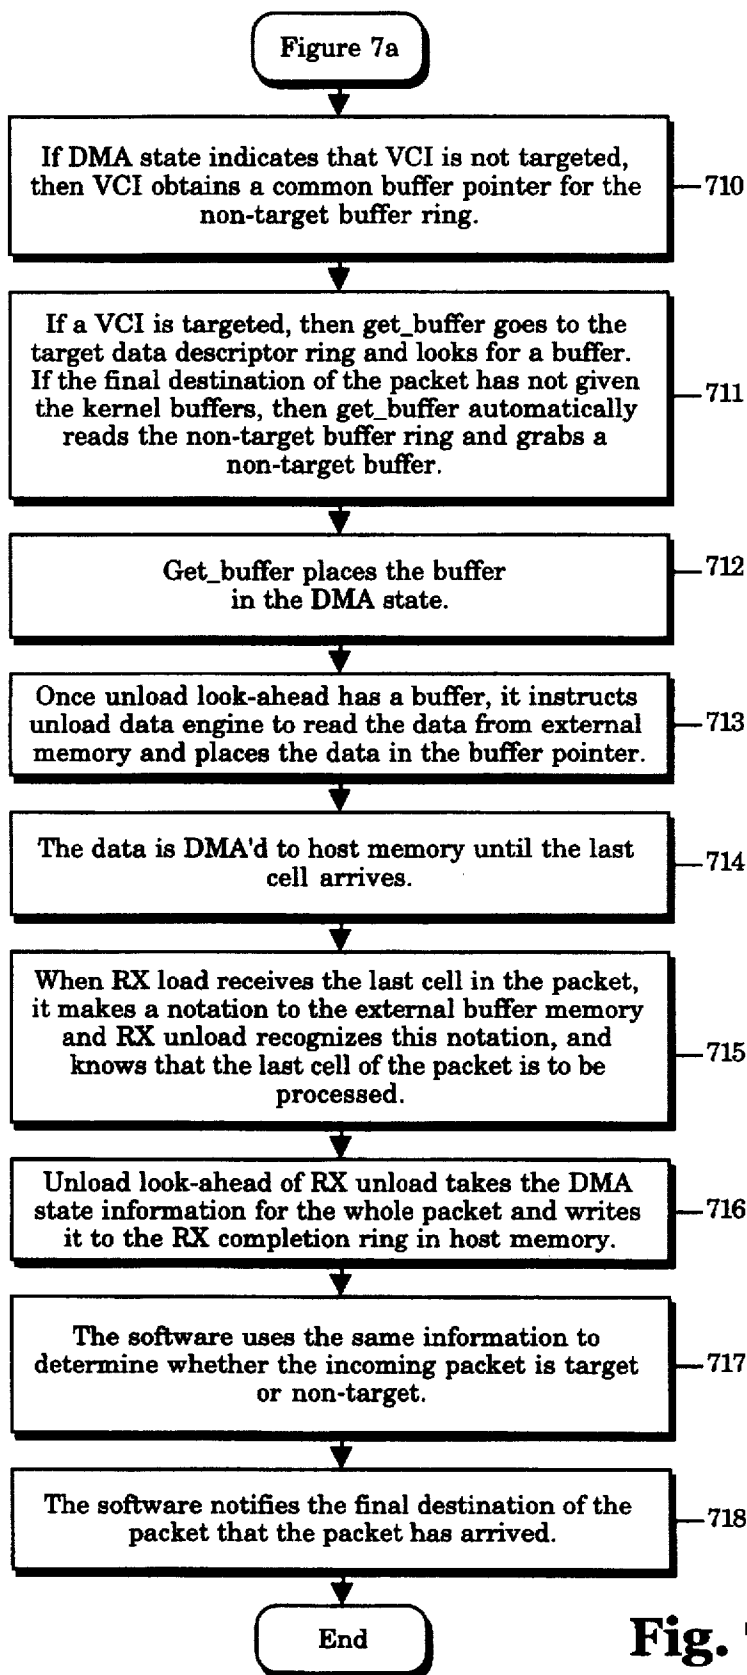 Figure 7a
If DMA state indicates that VCI is not targeted,
then VCI obtains a common buffer pointer for the
non-target buffer ring.
710
If a VCI is targeted, then get_buffer goes to the
target data descriptor ring and looks for a buffer.
If the final destination of the packet has not given
the kernel buffers, then get_buffer automatically
reads the non-target buffer ring and grabs a
non-target buffer.
711
Get_buffer places the buffer
in the DMA state.
712
Once unload look-ahead has a buffer, it instructs
unload data engine to read the data from external
memory and places the data in the buffer pointer.
713
The data is DMA'd to host memory until the last
cell arrives.
714
When RX load receives the last cell in the packet,
it makes a notation to the external buffer memory
and RX unload recognizes this notation, and
knows that the last cell of the packet is to be
processed.
715
Unload look-ahead of RX unload takes the DMA
state information for the whole packet and writes
it to the RX completion ring in host memory.
716
The software uses the same information to
determine whether the incoming packet is target
or non-target.
717
The software notifies the final destination of the
packet that the packet has arrived.
718
End
Fig.